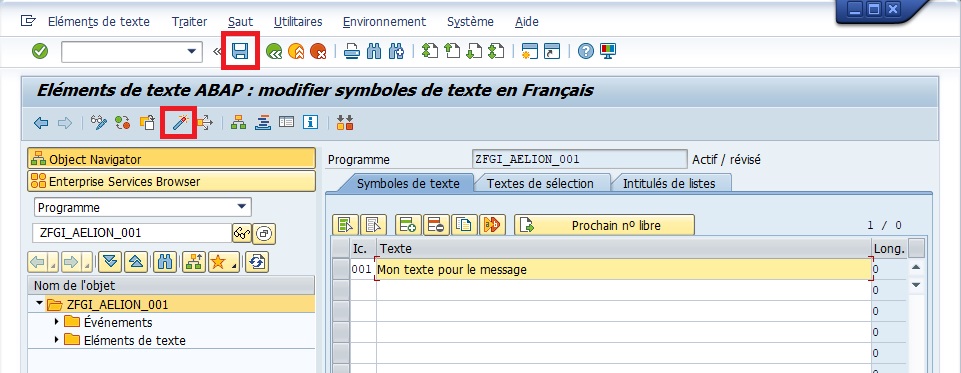 Eléments de texte Traiter Saut Utilitaires Environnement Système Aide
Eléments de texte ABAP : modifier symboles de texte en Français
Object Navigator
Enterprise Services Browser
Programme
ZFGI_AELION_001
Nom de l'objet
ZFGI_AELION_001
Événements
Eléments de texte
Programme ZFGI_AELION_001 Actif / révisé
Symboles de texte Textes de sélection Intitulés de listes
Prochain nº libre 1 / 0
Ic. Texte Long.
001 Mon texte pour le message 0
0
0
0
0